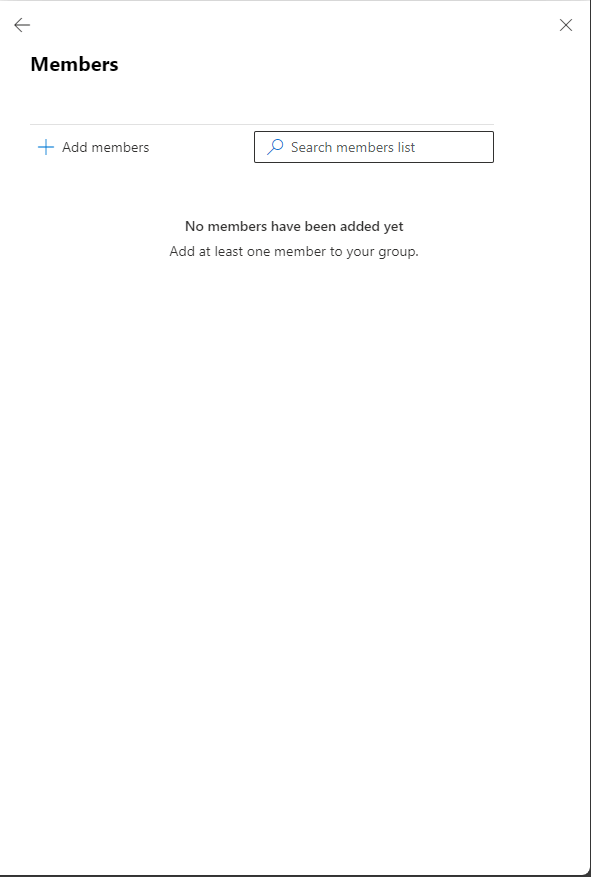 Members
Add members
Search members list
No members have been added yet
Add at least one member to your group.